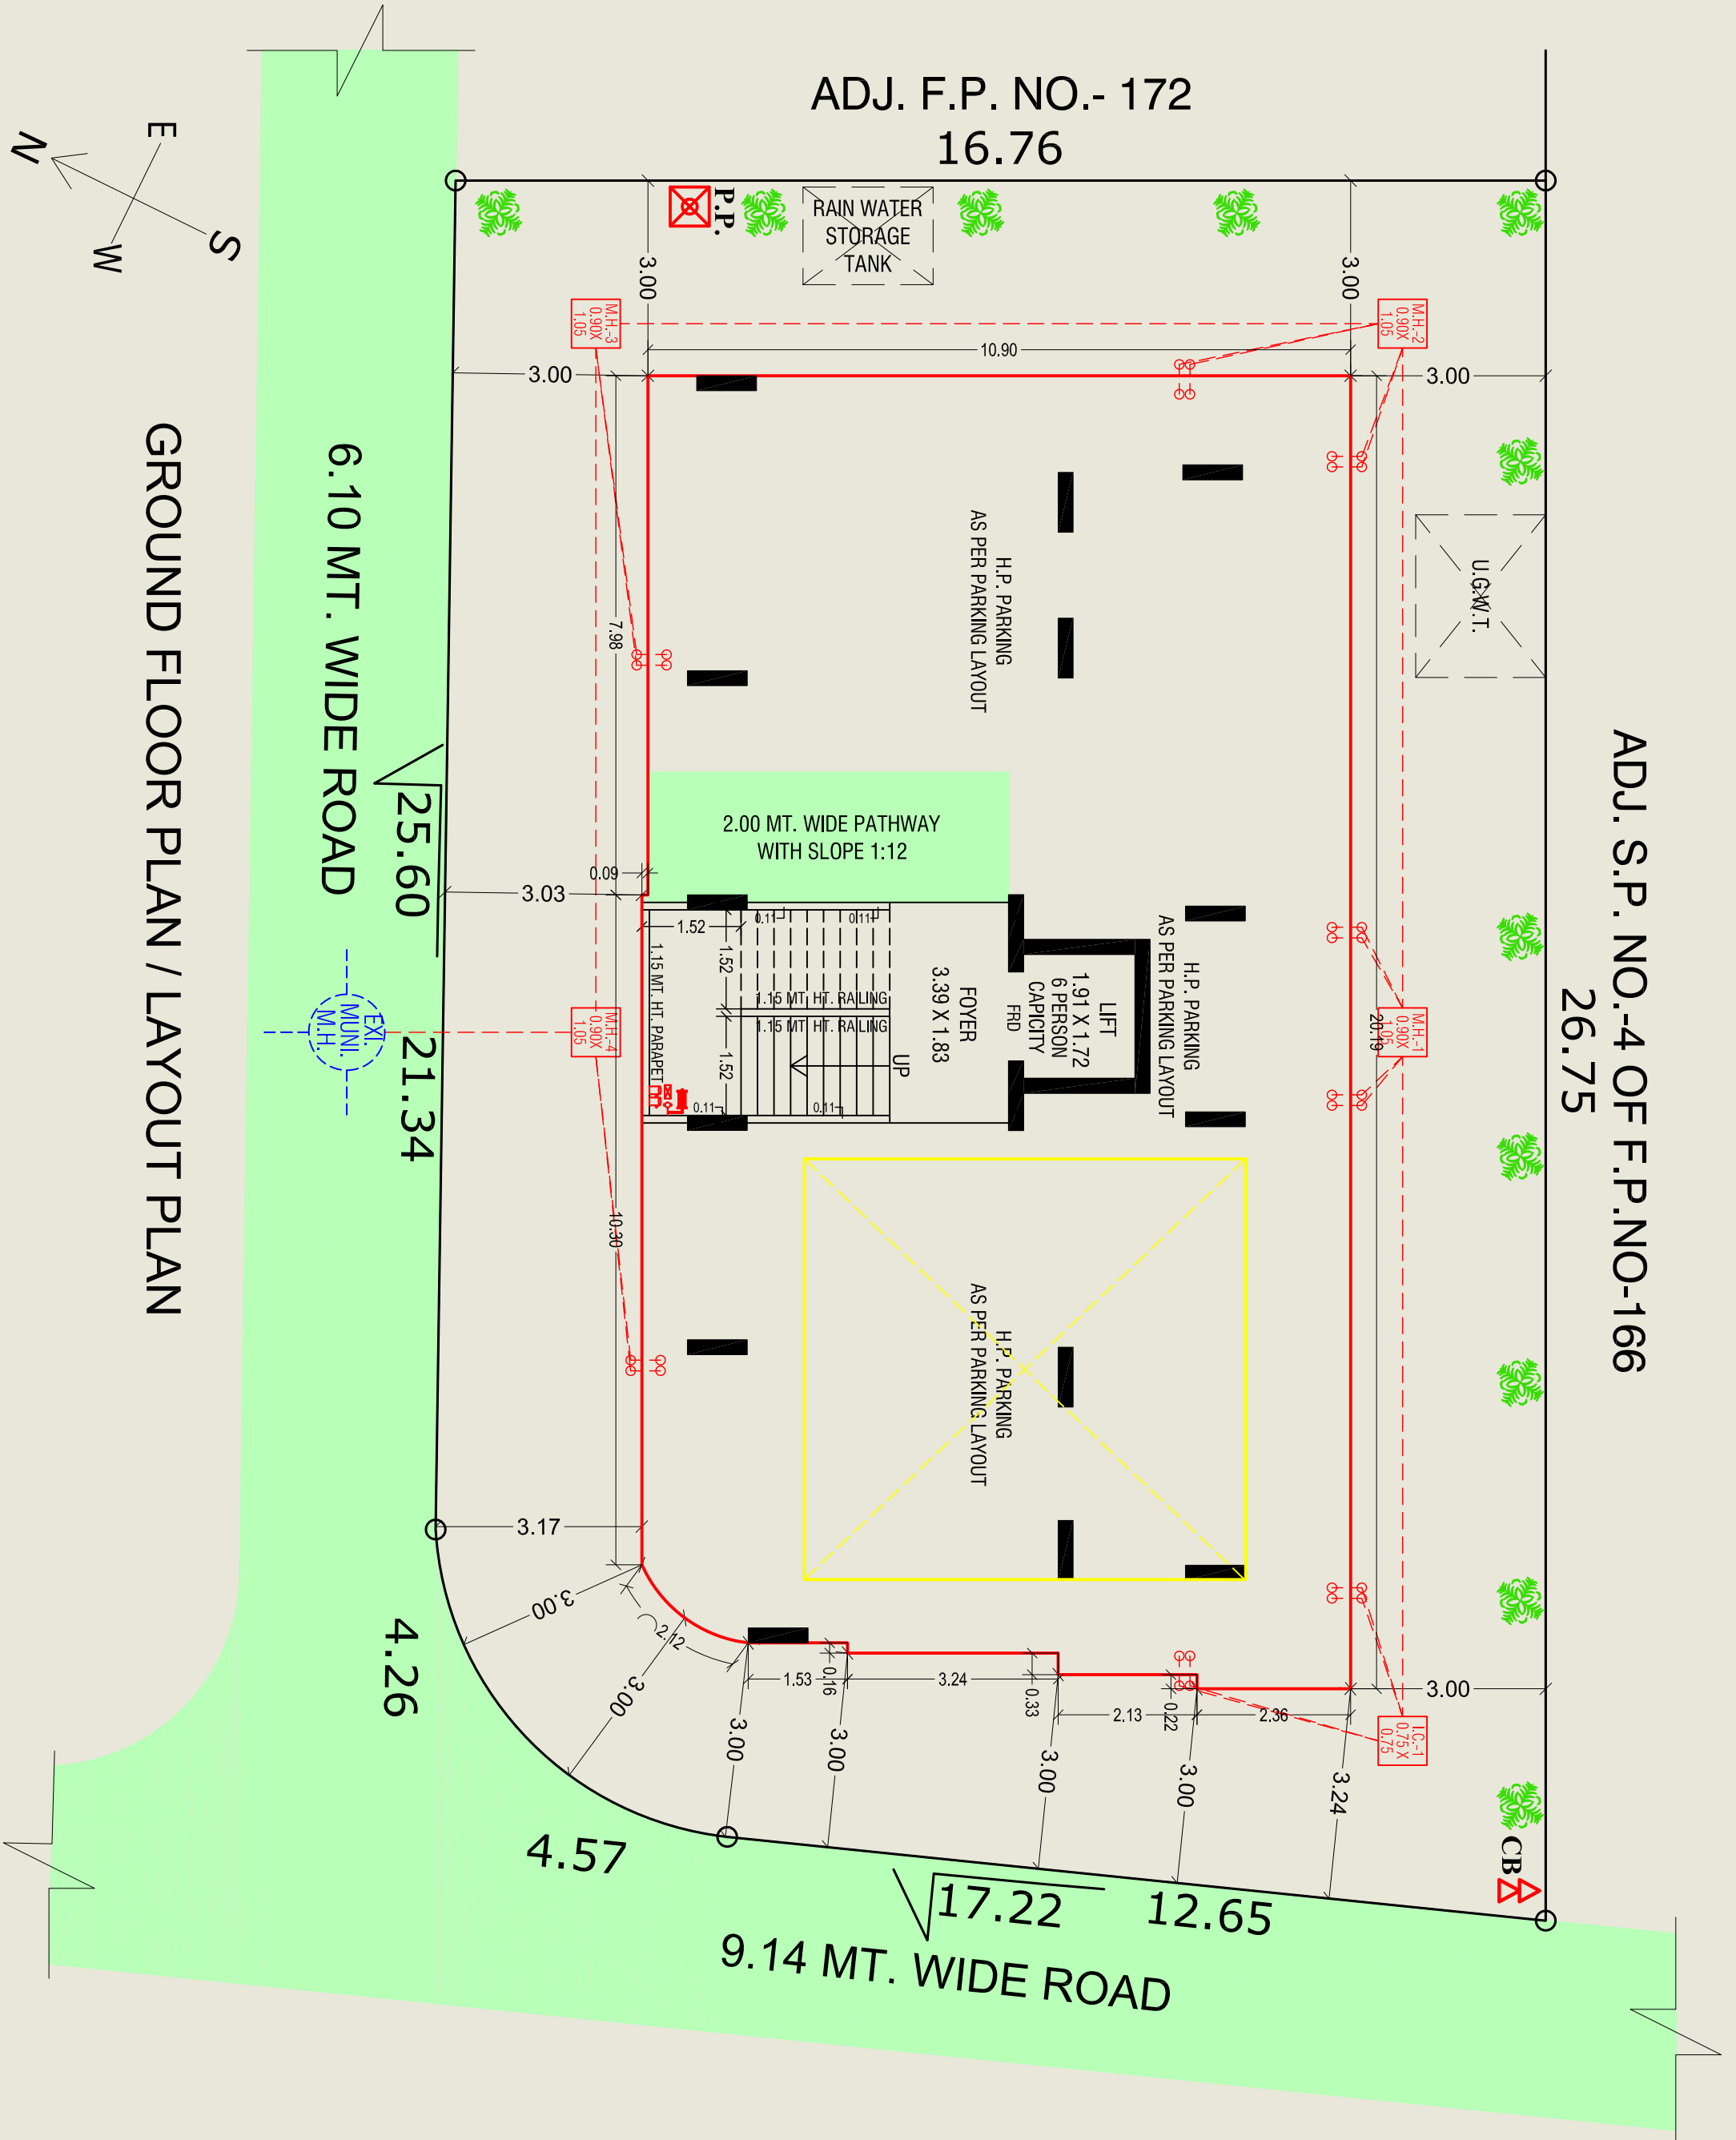 ADJ. F.P. NO.- 172
16.76
E
N
S
W
P.P.
RAIN WATER
STORAGE
TANK
3.00
3.00
M.H.-3
0.90X
1.05
M.H.-2
0.90X
1.05
10.90
3.00
3.00
GROUND FLOOR PLAN / LAYOUT PLAN
6.10 MT. WIDE ROAD
25.60
21.34
4.26
7.98
H.P. PARKING
AS PER PARKING LAYOUT
U.G.W.T.
ADJ. S.P. NO.-4 OF F.P.NO-166
26.75
2.00 MT. WIDE PATHWAY
WITH SLOPE 1:12
0.09
3.03
1.52
0.11
0.11
1.52
1.15 MT. HT. PARAPET
1.15 MT. HT. RAILING
1.15 MT. HT. RAILING
1.52
UP
0.11
0.11
FOYER
3.39 X 1.83
FRD
LIFT
1.91 X 1.72
6 PERSON
CAPACITY
H.P. PARKING
AS PER PARKING LAYOUT
20.19
M.H.-1
0.90X
1.05
EXI.
MUNI.
M.H.
M.H.-4
0.90X
1.05
10.30
H.P. PARKING
AS PER PARKING LAYOUT
3.17
3.00
2.12
3.00
1.53
0.16
3.24
0.33
2.13
0.22
2.36
3.00
3.00
3.00
3.00
3.00
3.24
I.C.-1
0.75 X
0.75
CB
4.57
17.22
12.65
9.14 MT. WIDE ROAD